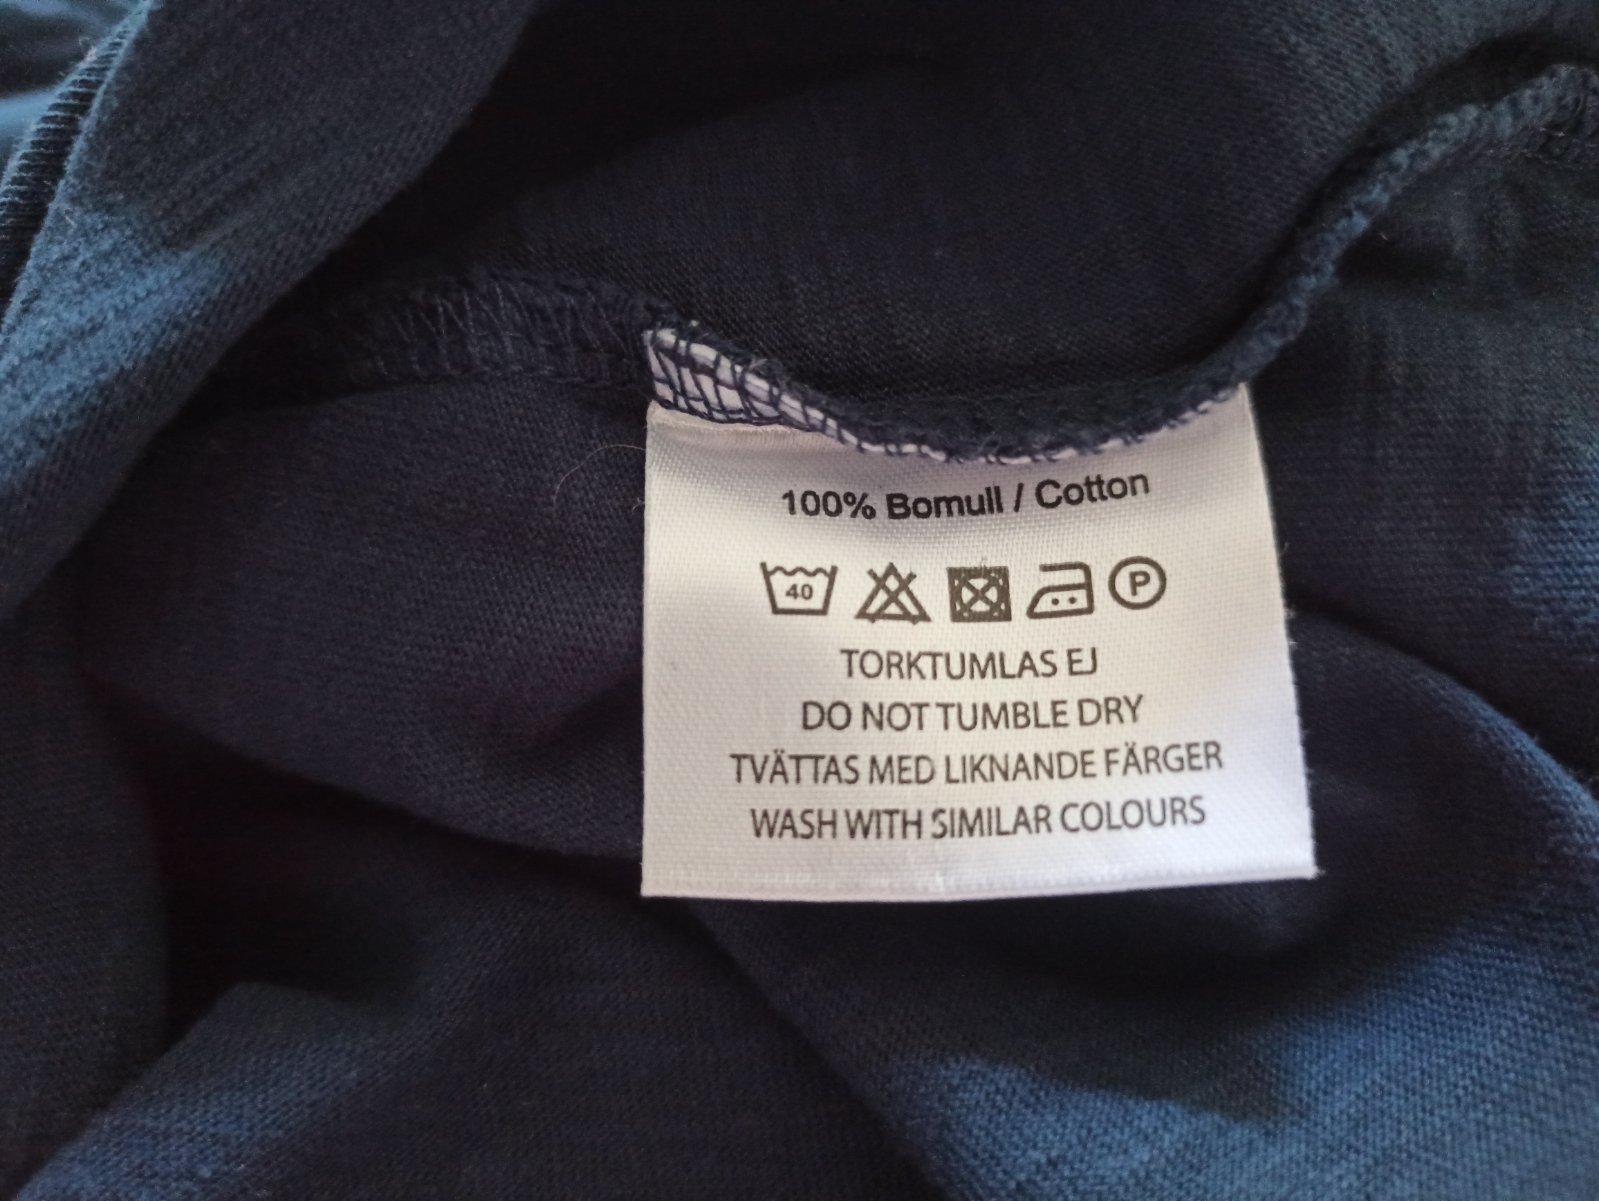 100% Bomull / Cotton
40 P
TORKTUMLAS EJ
DO NOT TUMBLE DRY
TVÄTTAS MED LIKNANDE FÄRGER
WASH WITH SIMILAR COLOURS